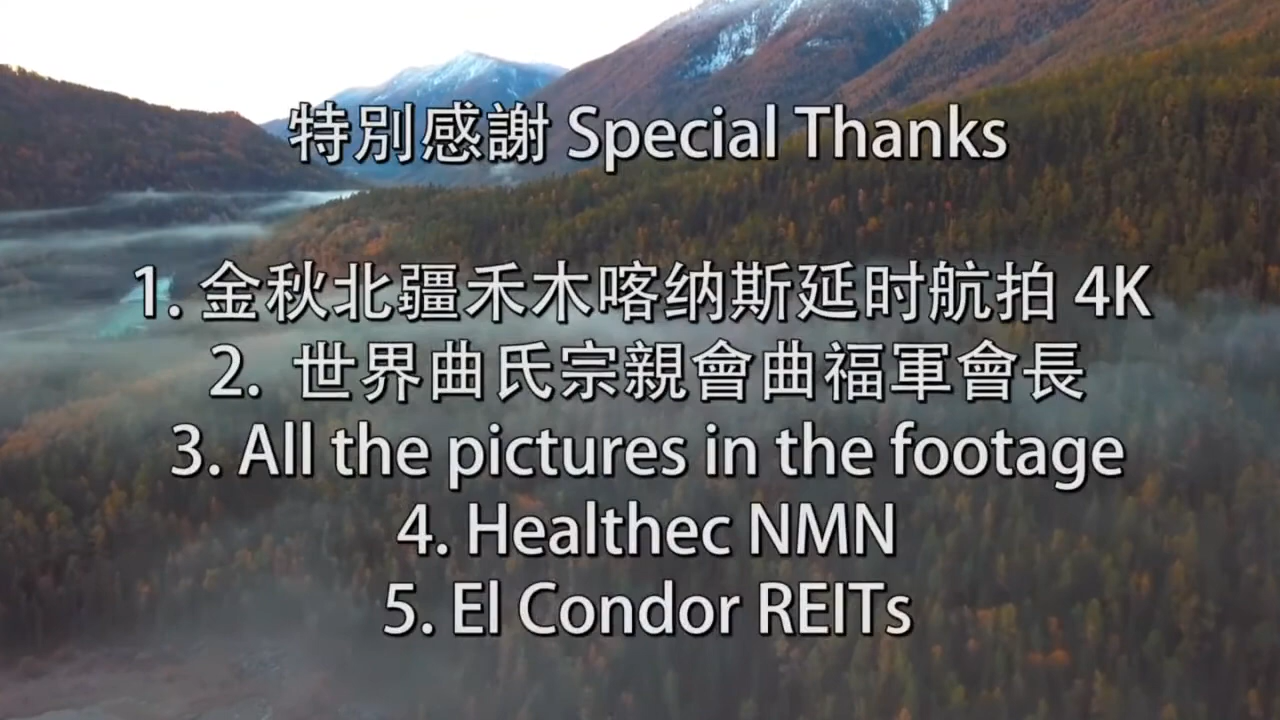 特別感謝 Special Thanks
1. 金秋北疆禾木喀纳斯延时航拍 4K
2. 世界曲氏宗親會曲福軍會長
3. All the pictures in the footage
4. Healthec NMN
5. El Condor REITs